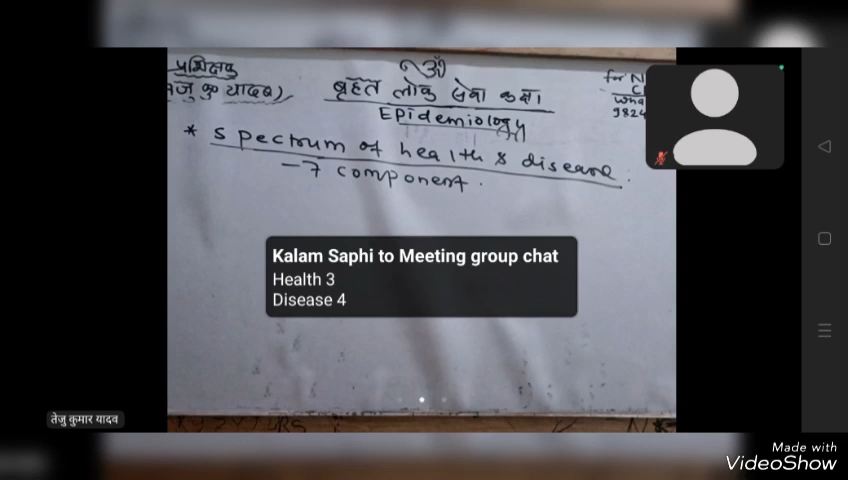 ॐ
प्रशिक्षक
बृहत लोक सेवा कक्षा
Epidemiology
* Spectrum of health & disease:
- 7 component.
9824
Kalam Saphi to Meeting group chat
Health 3
Disease 4
तेजु कुमार यादव
Made with
VideoShow